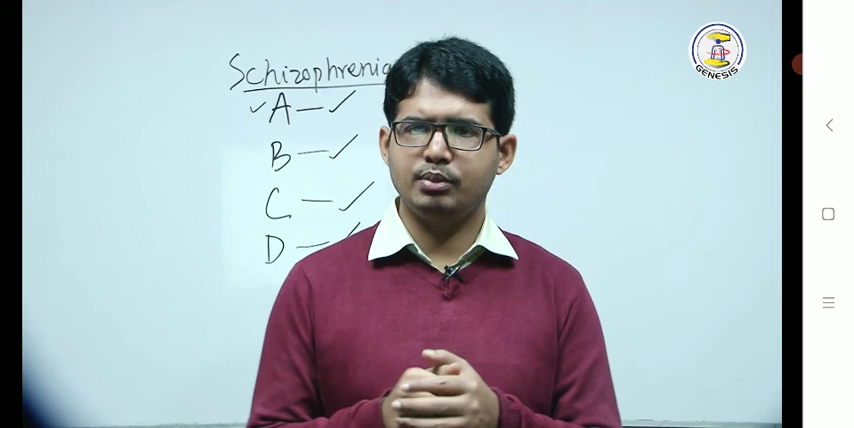 Schizophrenia
✓ A – ✓
B – ✓
C – ✓
D – ✓
GENESIS